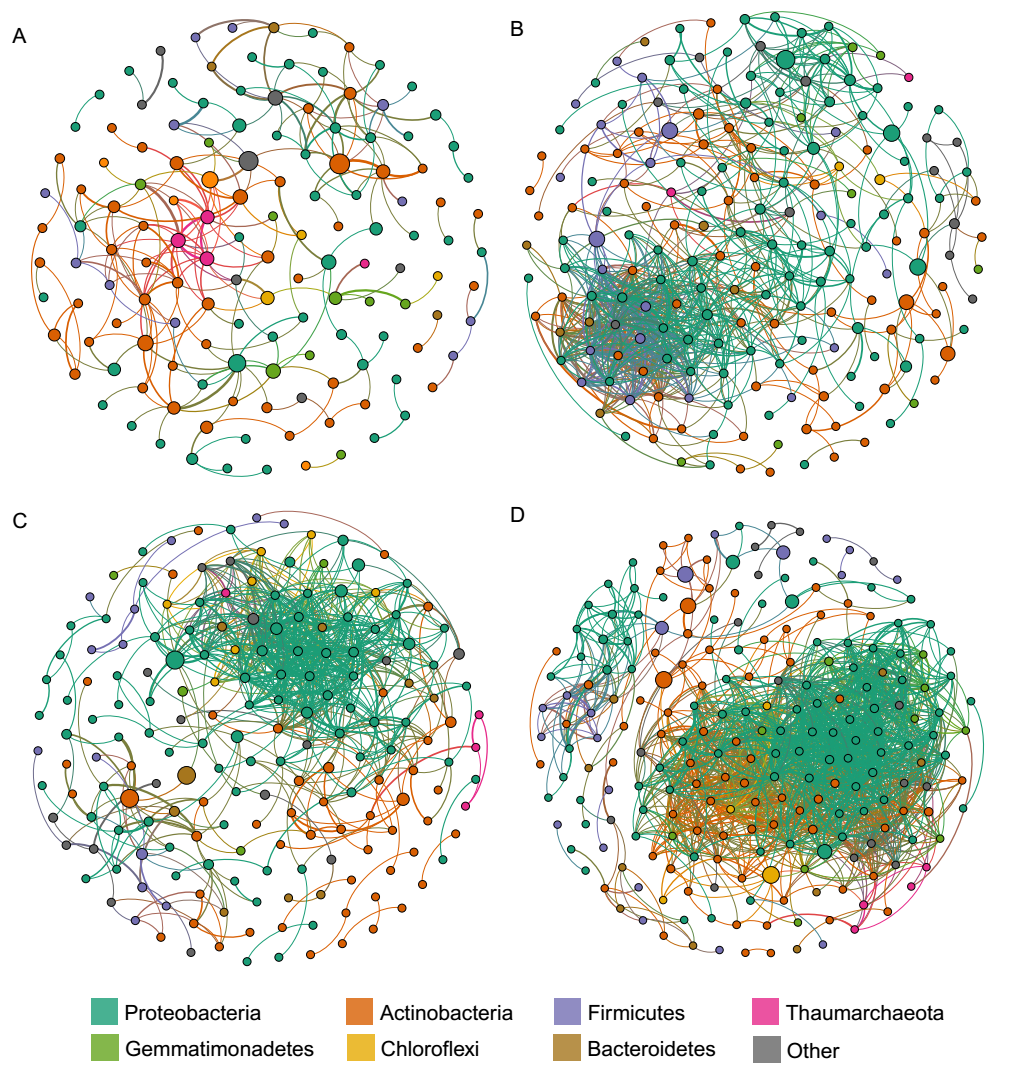 A
B
C
D
Proteobacteria
Actinobacteria
Firmicutes
Thaumarchaeota
Gemmatimonadetes
Chloroflexi
Bacteroidetes
Other